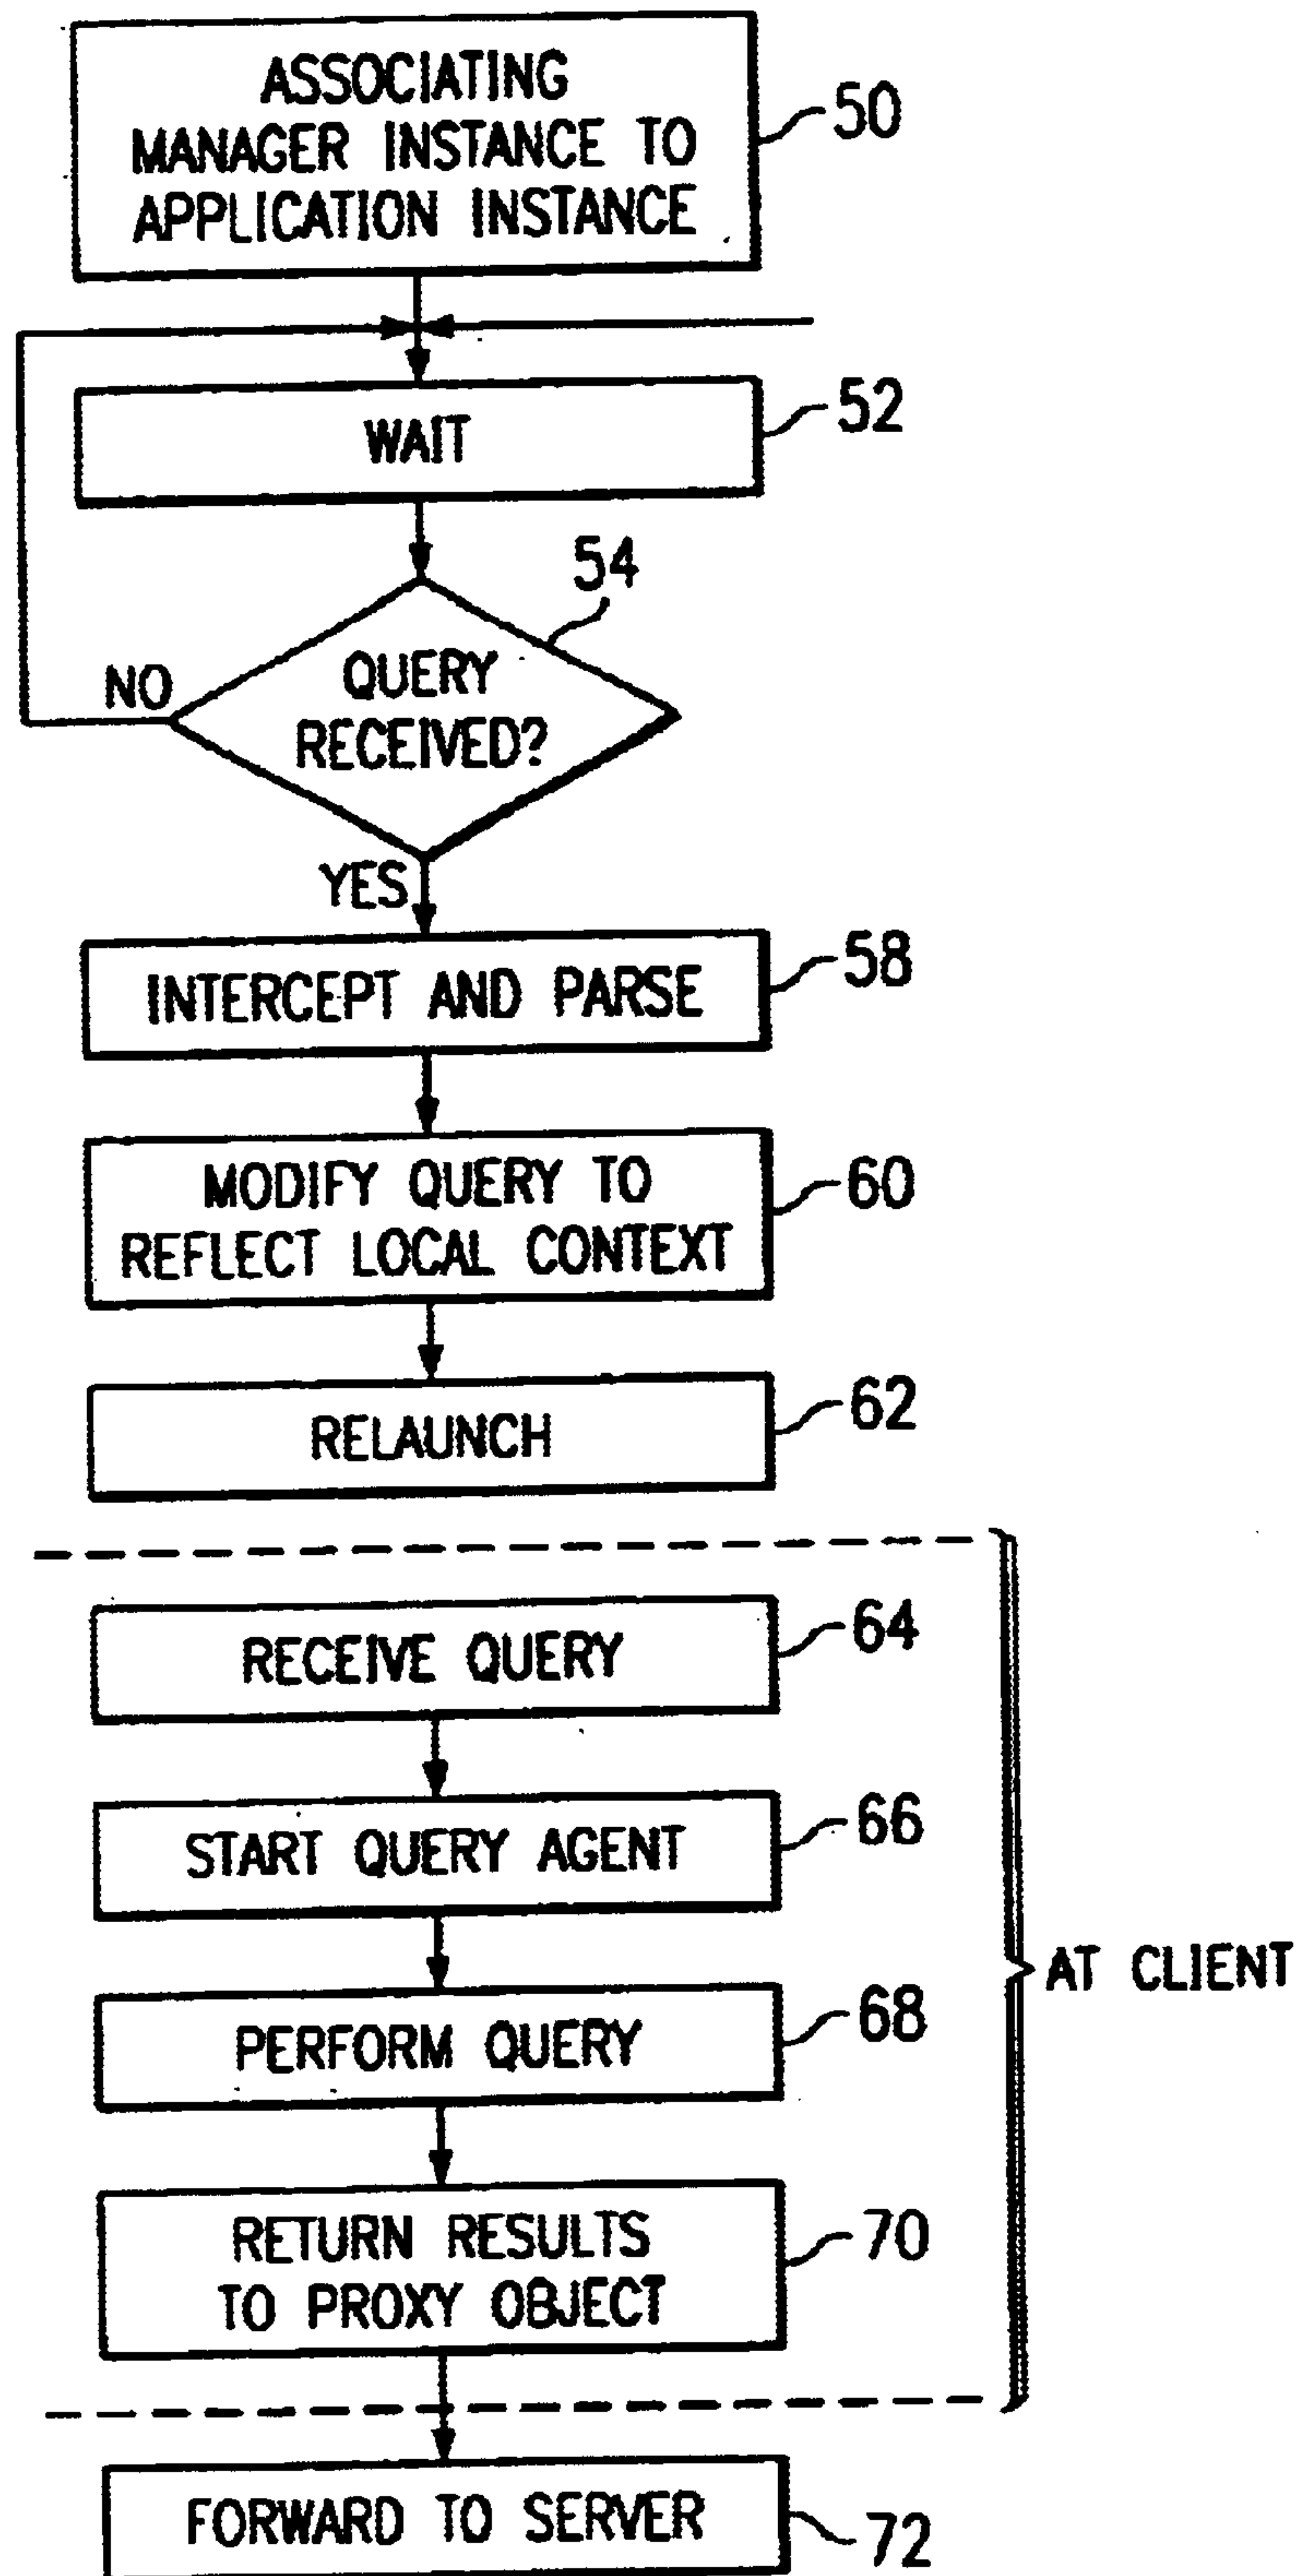 ASSOCIATING
MANAGER INSTANCE TO
APPLICATION INSTANCE
50
WAIT
52
54
QUERY
RECEIVED?
NO
YES
INTERCEPT AND PARSE
58
MODIFY QUERY TO
REFLECT LOCAL CONTEXT
60
RELAUNCH
62
RECEIVE QUERY
64
START QUERY AGENT
66
PERFORM QUERY
68
RETURN RESULTS
TO PROXY OBJECT
70
AT CLIENT
FORWARD TO SERVER
72